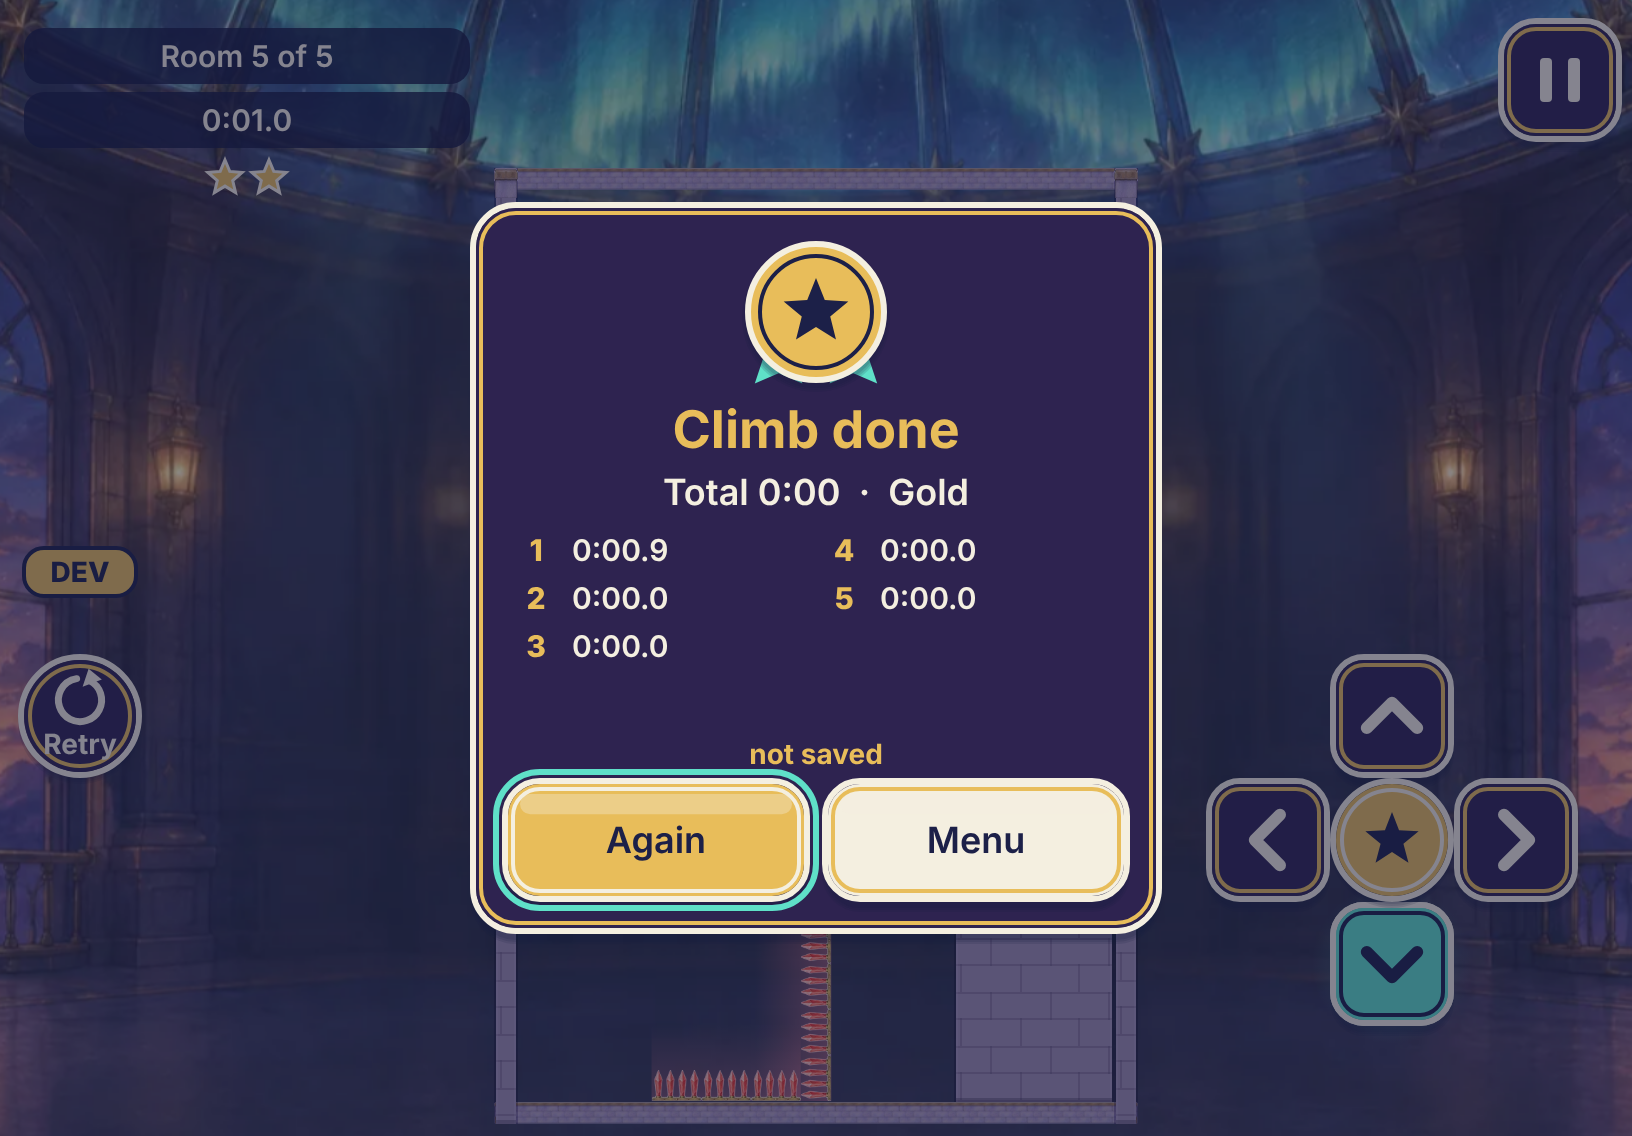 Room 5 of 5
0:01.0
Climb done
Total 0:00 · Gold
1 0:00.9
2 0:00.0
3 0:00.0
4 0:00.0
5 0:00.0
not saved
Again
Menu
DEV
Retry